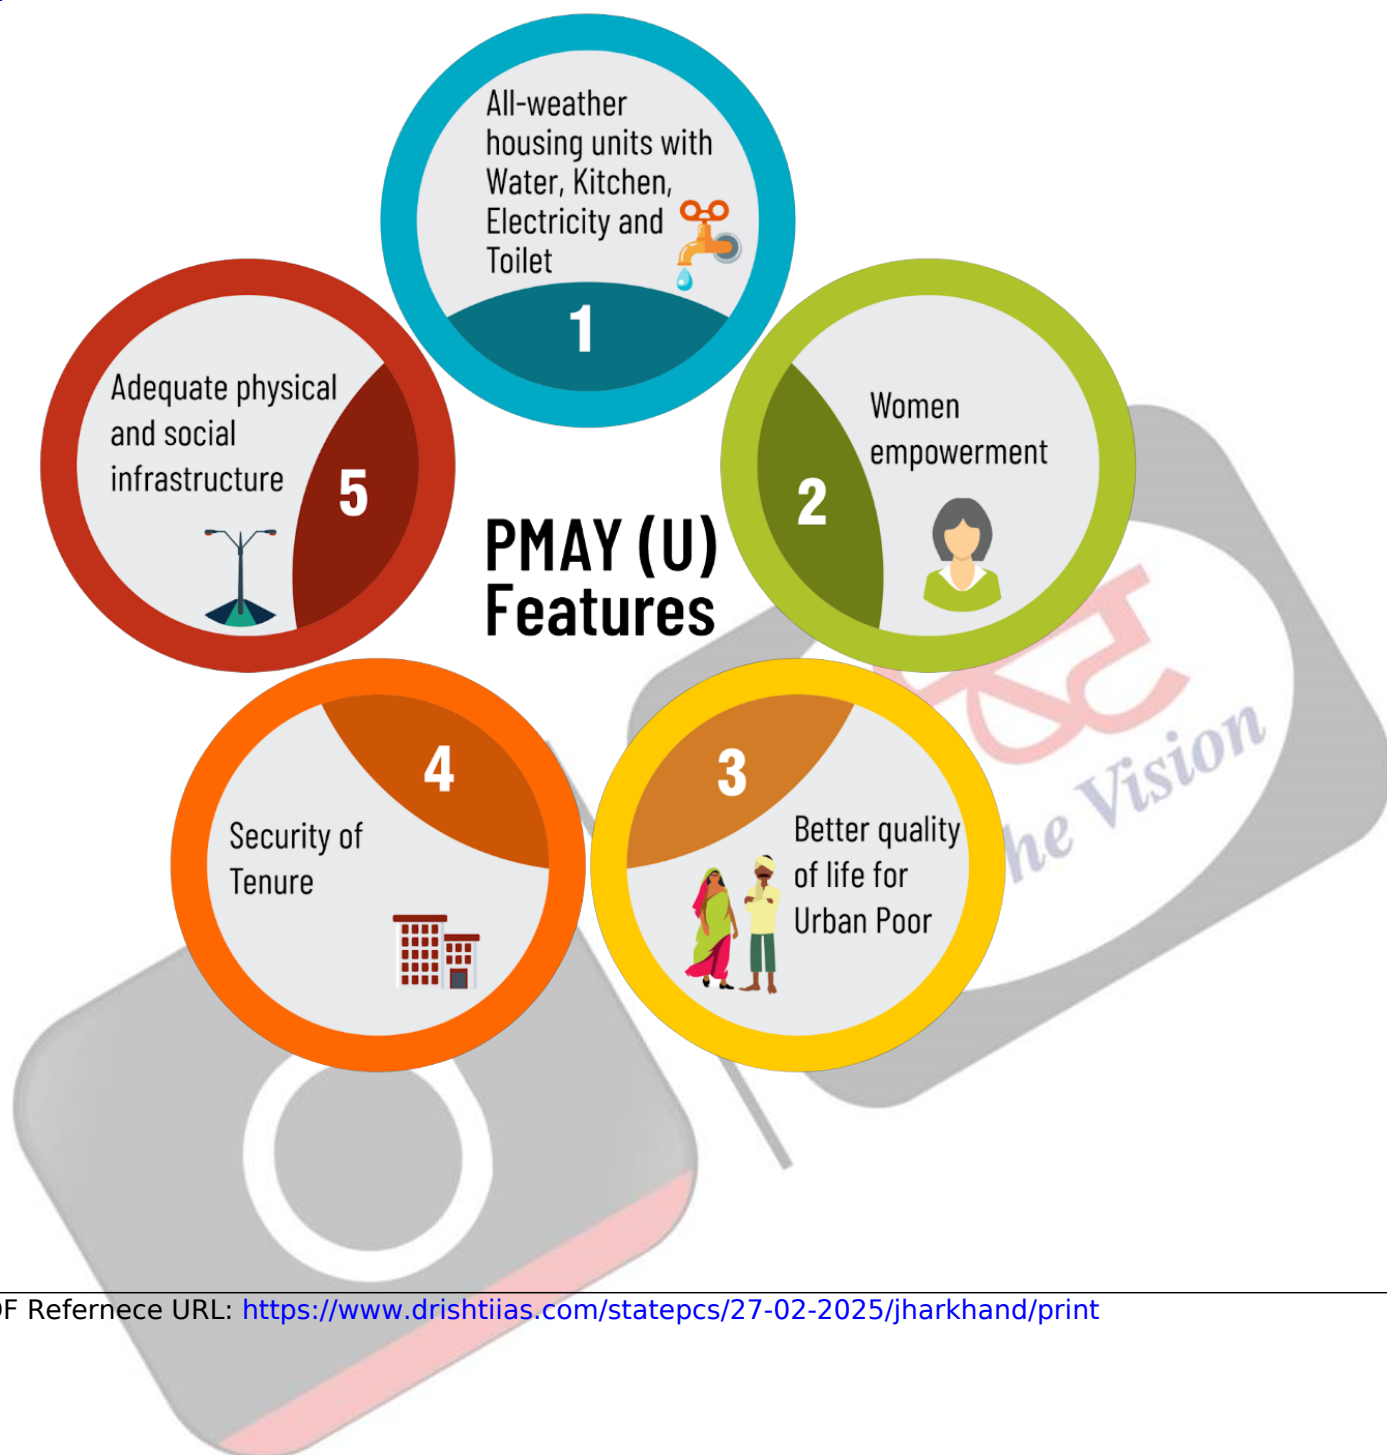 All-weather
housing units with
Water, Kitchen,
Electricity and
Toilet
1
Women
empowerment
2
3
Better quality
of life for
Urban Poor
4
Security of
Tenure
Adequate physical
and social
infrastructure
5
PMAY (U)
Features
he Vision
F Refernece URL: https://www.drishtiias.com/statepcs/27-02-2025/jharkhand/print